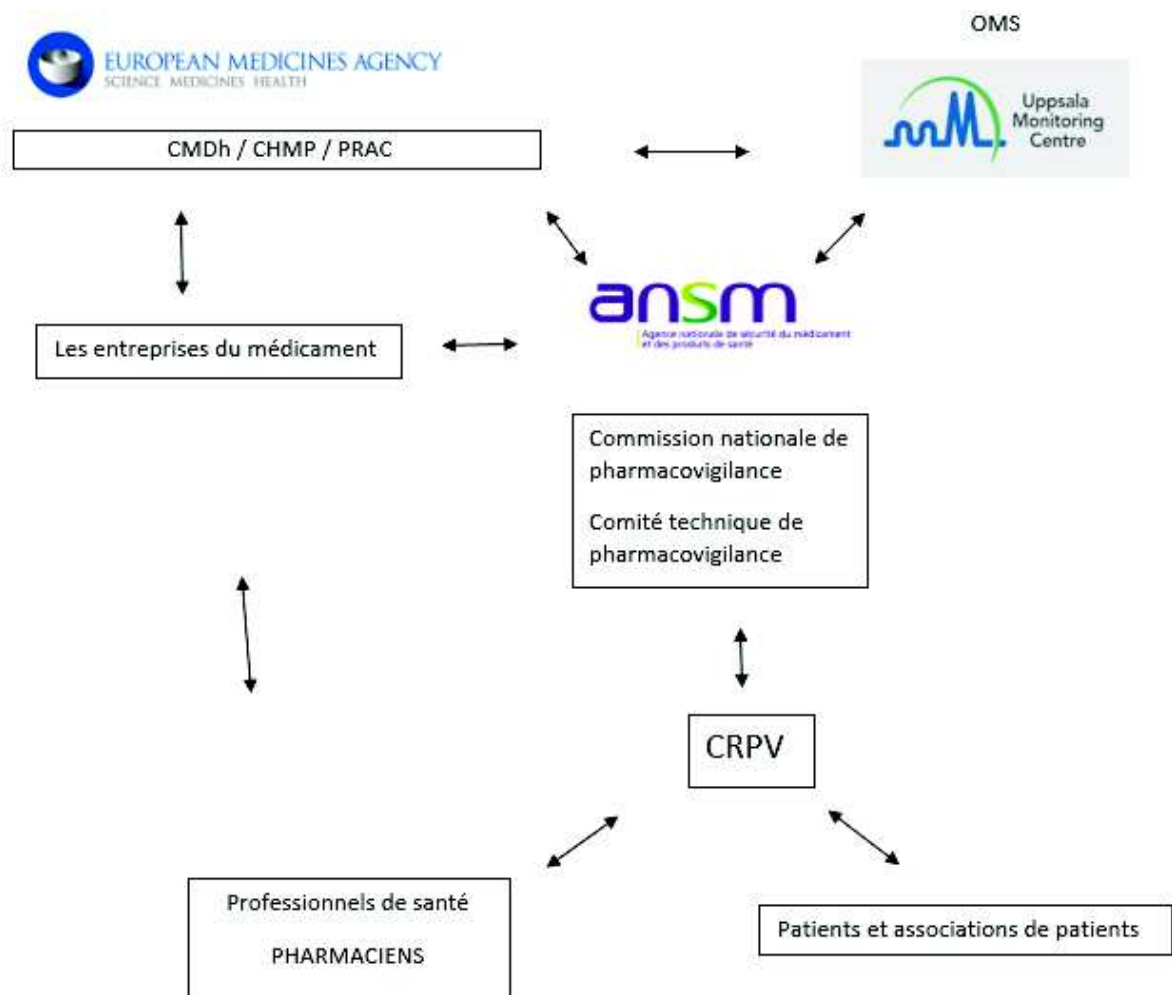 OMS
EUROPEAN MEDICINES AGENCY
SCIENCE MEDICINES HEALTH
Uppsala
Monitoring
Centre
CMDh / CHMP / PRAC
ansm
Agence nationale de sécurité du médicament
et des produits de santé
Les entreprises du médicament
Commission nationale de
pharmacovigilance
Comité technique de
pharmacovigilance
CRPV
Professionnels de santé
PHARMACIENS
Patients et associations de patients